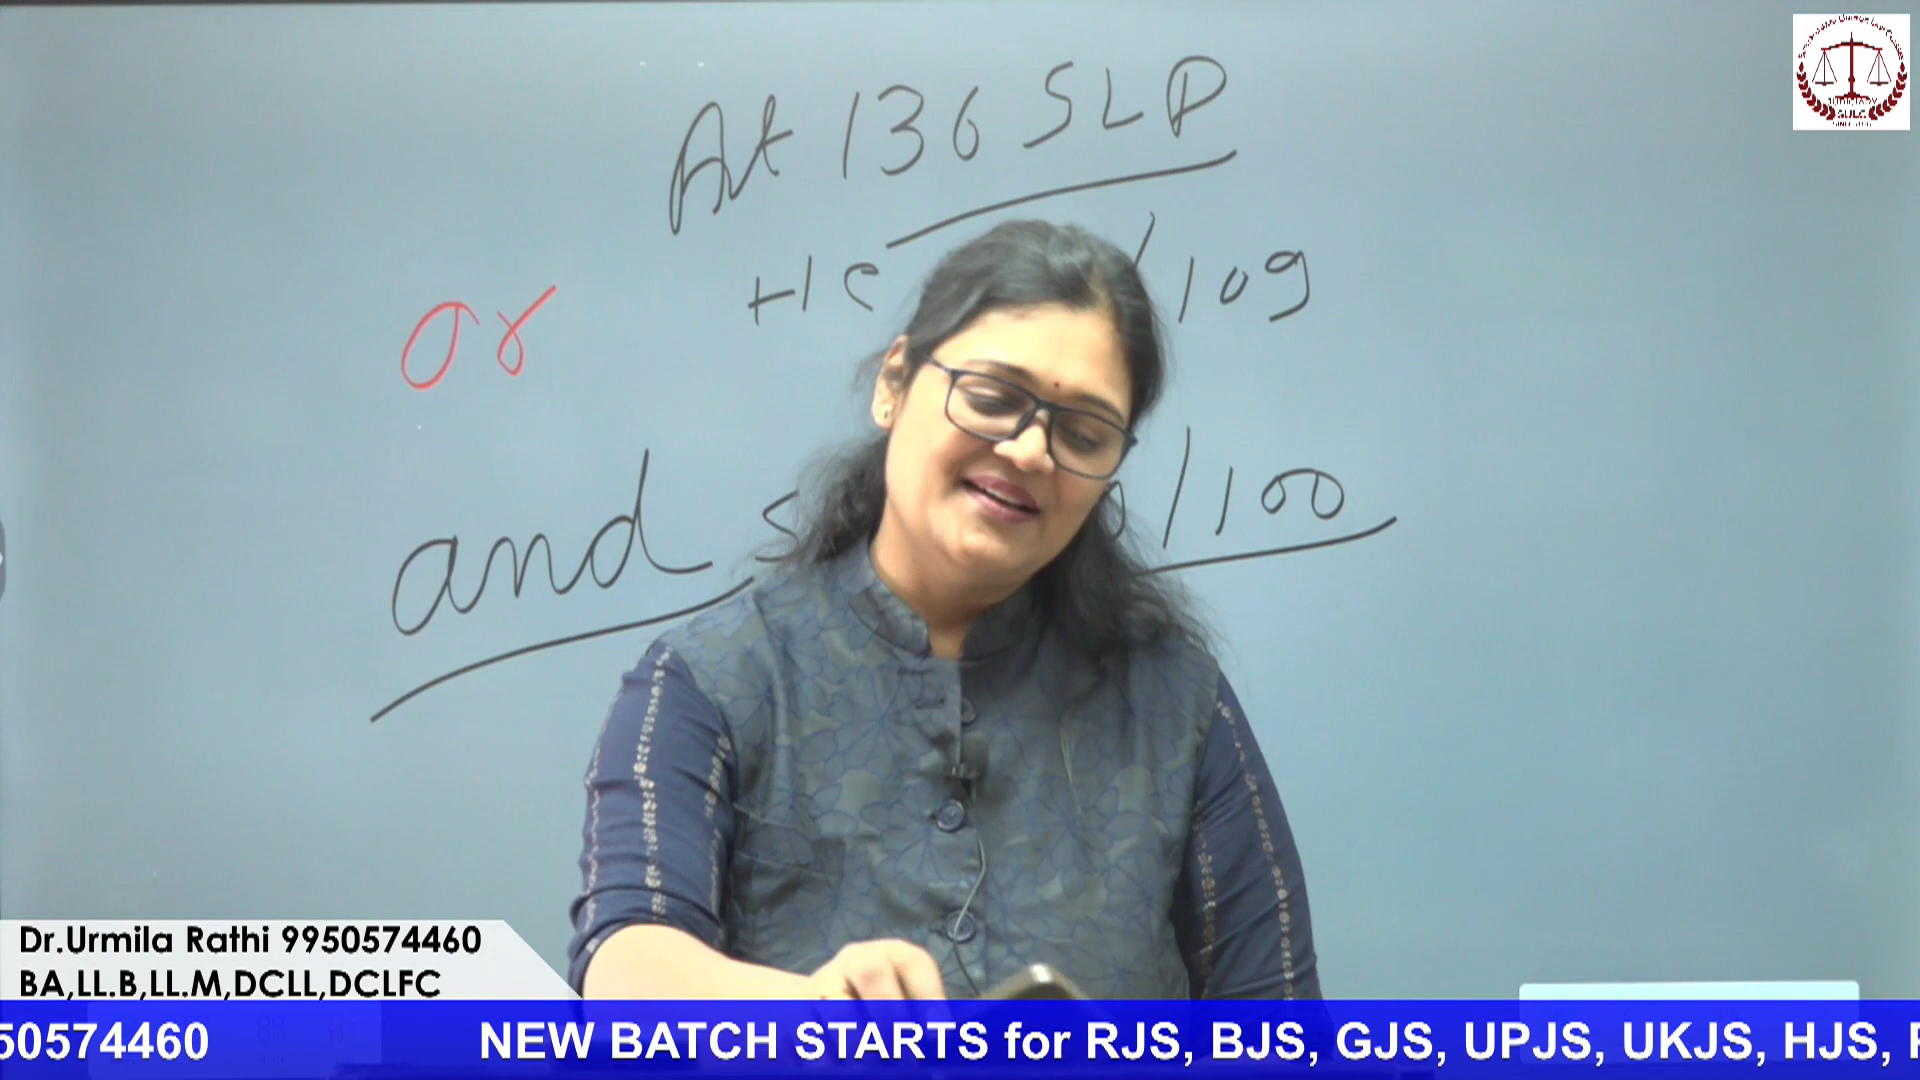 At 136 SLP
HC /109
or
and S /100
Dr.Urmila Rathi 9950574460
BA,LL.B,LL.M,DCLL,DCLFC
50574460 NEW BATCH STARTS for RJS, BJS, GJS, UPJS, UKJS, HJS,